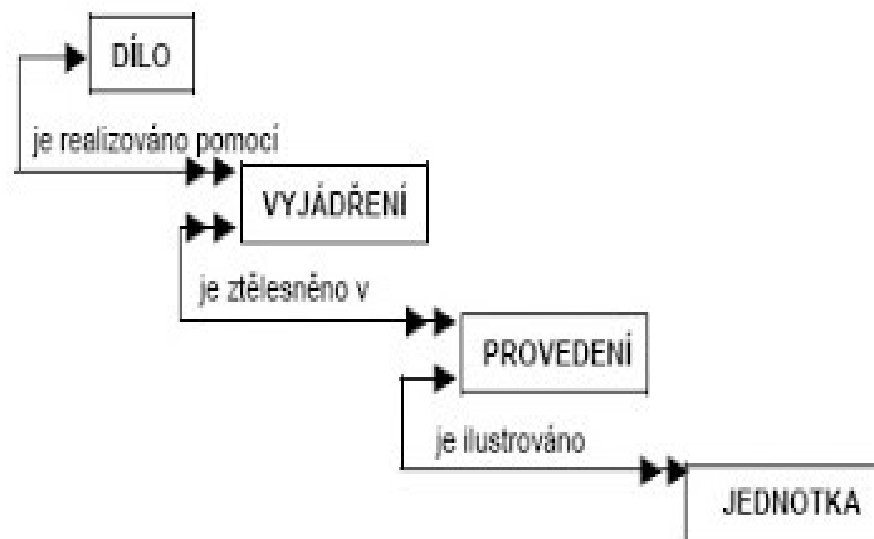 DÍLO
je realizováno pomocí
VYJÁDŘENÍ
je ztělesněno v
PROVEDENÍ
je ilustrováno
JEDNOTKA